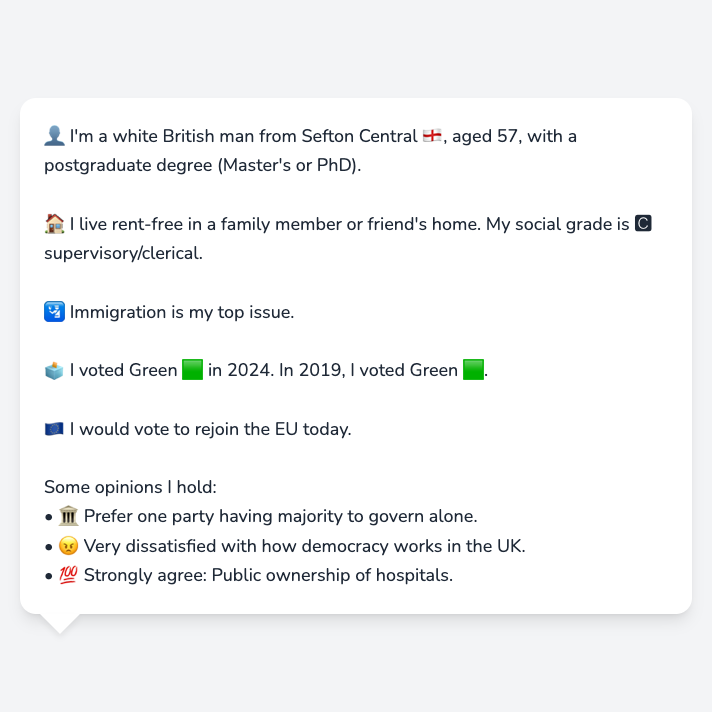 👤 I'm a white British man from Sefton Central 🏴󠁧󠁢󠁥󠁮󠁧󠁿, aged 57, with a
postgraduate degree (Master's or PhD).
🏠 I live rent-free in a family member or friend's home. My social grade is 🅲
supervisory/clerical.
🛂 Immigration is my top issue.
🗳️ I voted Green 🟩 in 2024. In 2019, I voted Green 🟩.
🇪🇺 I would vote to rejoin the EU today.
Some opinions I hold:
• 🏛️ Prefer one party having majority to govern alone.
• 😠 Very dissatisfied with how democracy works in the UK.
• 💯 Strongly agree: Public ownership of hospitals.